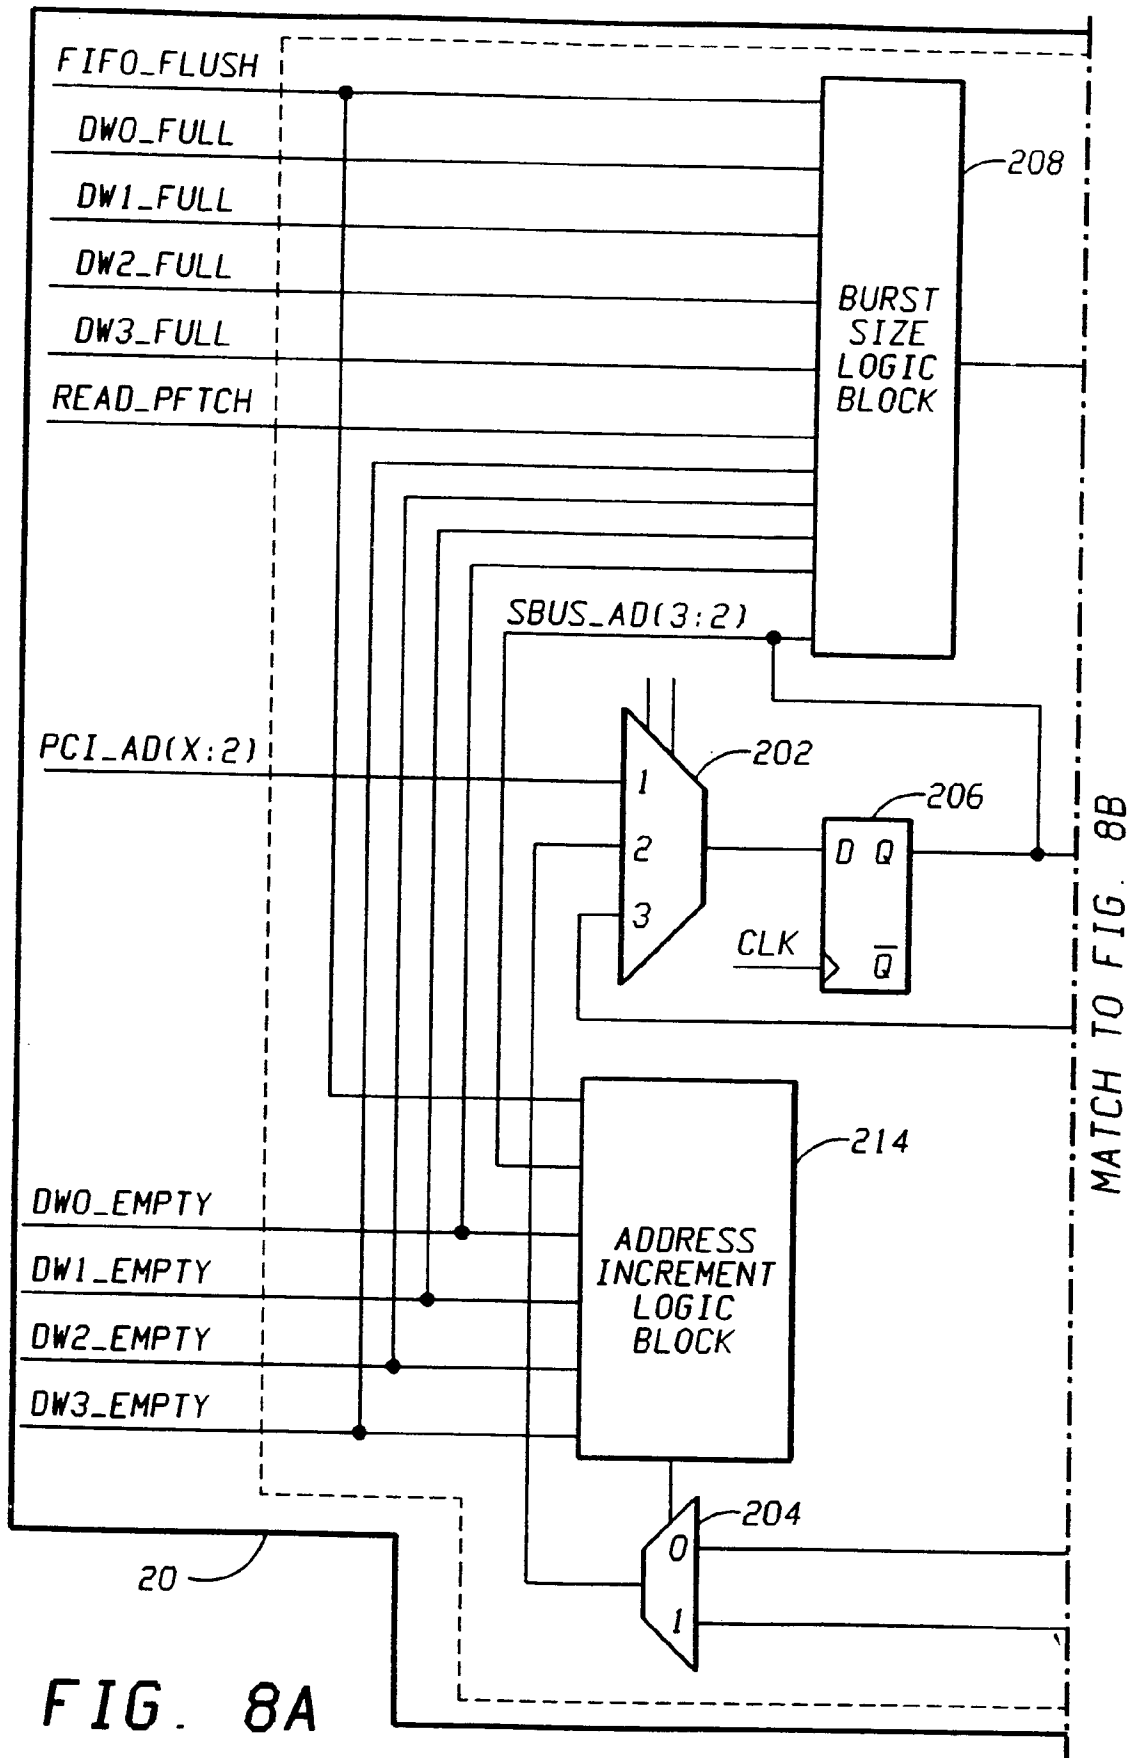 FIFO_FLUSH
DW0_FULL
208
DW1_FULL
DW2_FULL
BURST
SIZE
LOGIC
BLOCK
DW3_FULL
READ_PFTCH
SBUS_AD(3:2)
PCI_AD(X:2)
202
1
206
2
D Q
3
CLK
Q̅
MATCH TO FIG. 8B
214
DW0_EMPTY
ADDRESS
INCREMENT
LOGIC
BLOCK
DW1_EMPTY
DW2_EMPTY
DW3_EMPTY
204
0
20
1
FIG. 8A